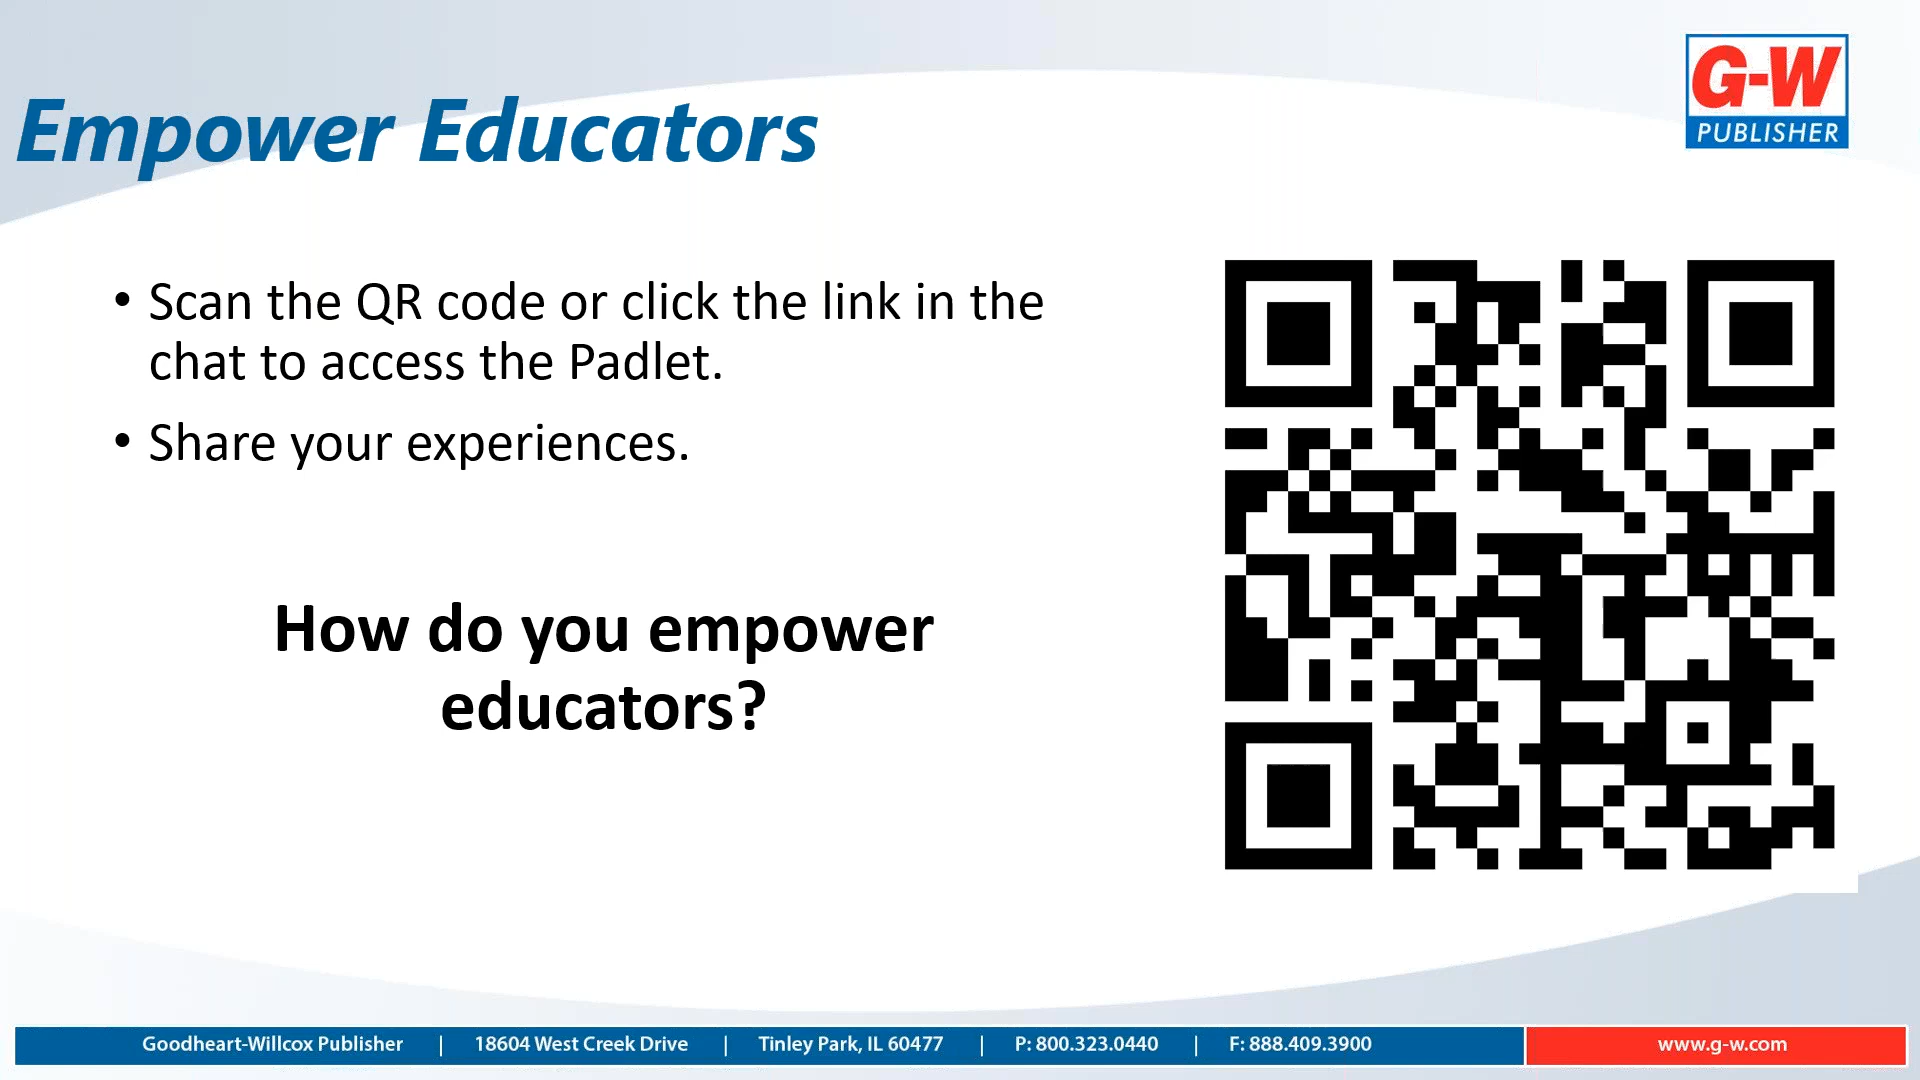 G-W
PUBLISHER
Empower Educators
• Scan the QR code or click the link in the
chat to access the Padlet.
• Share your experiences.
How do you empower
educators?
Goodheart-Willcox Publisher | 18604 West Creek Drive | Tinley Park, IL 60477 | P: 800.323.0440 | F: 888.409.3900
www.g-w.com